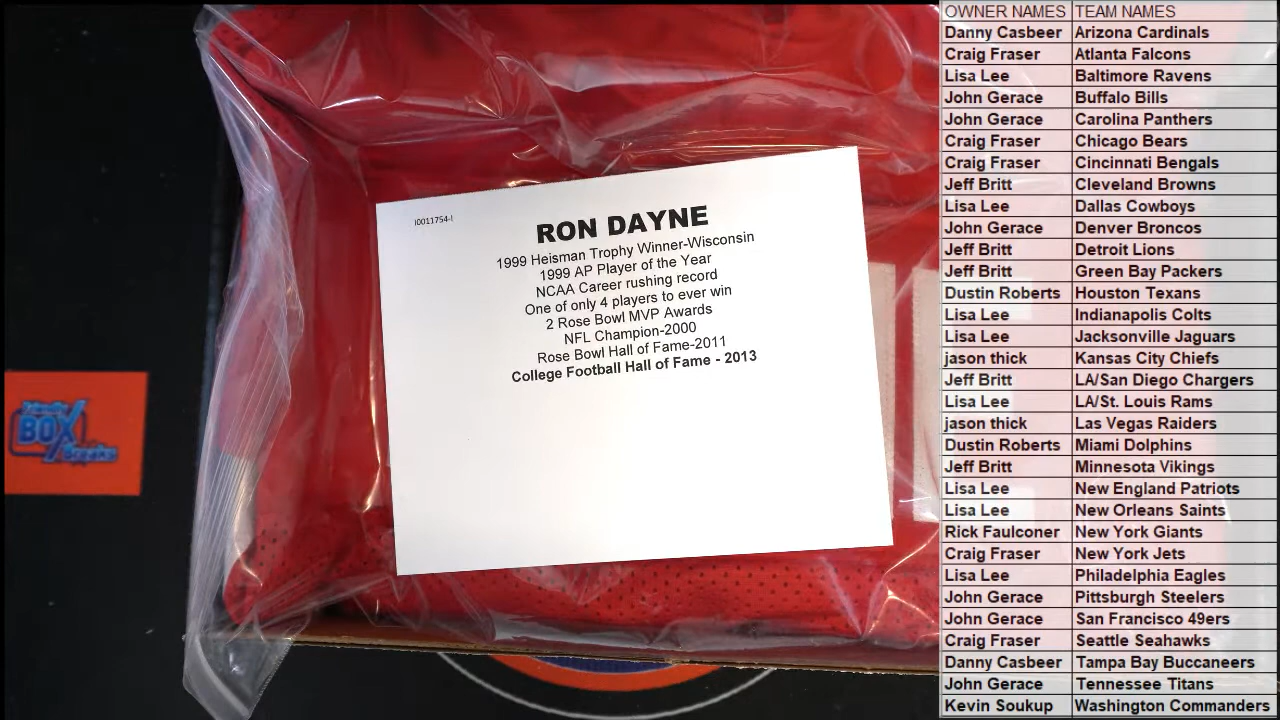 I0011754-I
RON DAYNE
1999 Heisman Trophy Winner-Wisconsin
1999 AP Player of the Year
NCAA Career rushing record
One of only 4 players to ever win
2 Rose Bowl MVP Awards
NFL Champion-2000
Rose Bowl Hall of Fame-2011
College Football Hall of Fame - 2013
BOX
Breaks
OWNER NAMES TEAM NAMES
Danny Casbeer Arizona Cardinals
Craig Fraser Atlanta Falcons
Lisa Lee Baltimore Ravens
John Gerace Buffalo Bills
John Gerace Carolina Panthers
Craig Fraser Chicago Bears
Craig Fraser Cincinnati Bengals
Jeff Britt Cleveland Browns
Lisa Lee Dallas Cowboys
John Gerace Denver Broncos
Jeff Britt Detroit Lions
Jeff Britt Green Bay Packers
Dustin Roberts Houston Texans
Lisa Lee Indianapolis Colts
Lisa Lee Jacksonville Jaguars
jason thick Kansas City Chiefs
Jeff Britt LA/San Diego Chargers
Lisa Lee LA/St. Louis Rams
jason thick Las Vegas Raiders
Dustin Roberts Miami Dolphins
Jeff Britt Minnesota Vikings
Lisa Lee New England Patriots
Lisa Lee New Orleans Saints
Rick Faulconer New York Giants
Craig Fraser New York Jets
Lisa Lee Philadelphia Eagles
John Gerace Pittsburgh Steelers
John Gerace San Francisco 49ers
Craig Fraser Seattle Seahawks
Danny Casbeer Tampa Bay Buccaneers
John Gerace Tennessee Titans
Kevin Soukup Washington Commanders